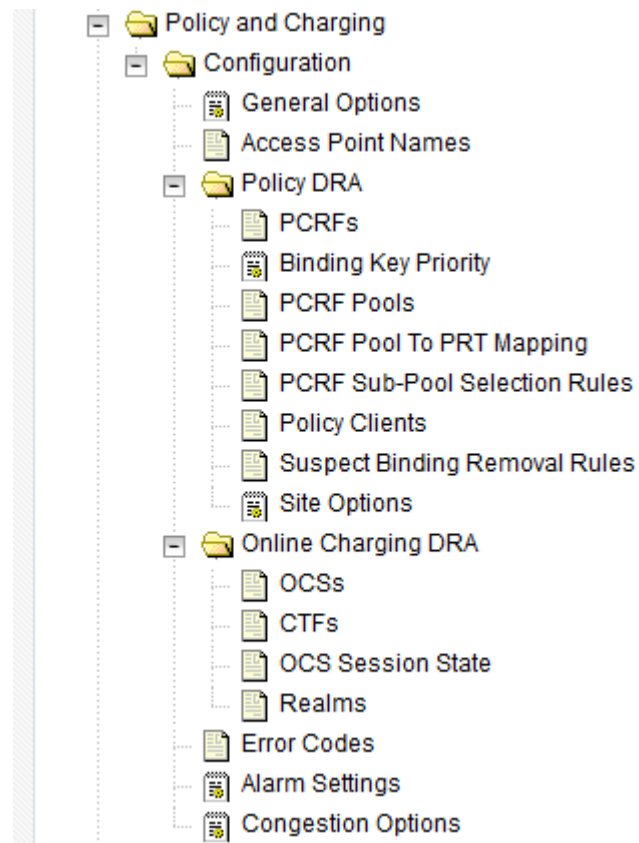 Policy and Charging
Configuration
General Options
Access Point Names
Policy DRA
PCRFs
Binding Key Priority
PCRF Pools
PCRF Pool To PRT Mapping
PCRF Sub-Pool Selection Rules
Policy Clients
Suspect Binding Removal Rules
Site Options
Online Charging DRA
OCSs
CTFs
OCS Session State
Realms
Error Codes
Alarm Settings
Congestion Options